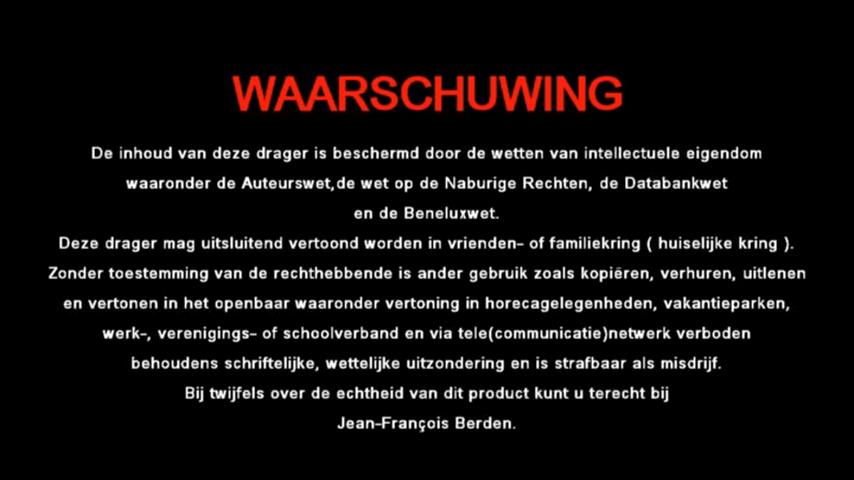 WAARSCHUWING
De inhoud van deze drager is beschermd door de wetten van intellectuele eigendom
waaronder de Auteurswet,de wet op de Naburige Rechten, de Databankwet
en de Beneluxwet.
Deze drager mag uitsluitend vertoond worden in vrienden- of familiekring ( huiselijke kring ).
Zonder toestemming van de rechthebbende is ander gebruik zoals kopiëren, verhuren, uitlenen
en vertonen in het openbaar waaronder vertoning in horecagelegenheden, vakantieparken,
werk-, verenigings- of schoolverband en via tele(communicatie)netwerk verboden
behoudens schriftelijke, wettelijke uitzondering en is strafbaar als misdrijf.
Bij twijfels over de echtheid van dit product kunt u terecht bij
Jean-François Berden.